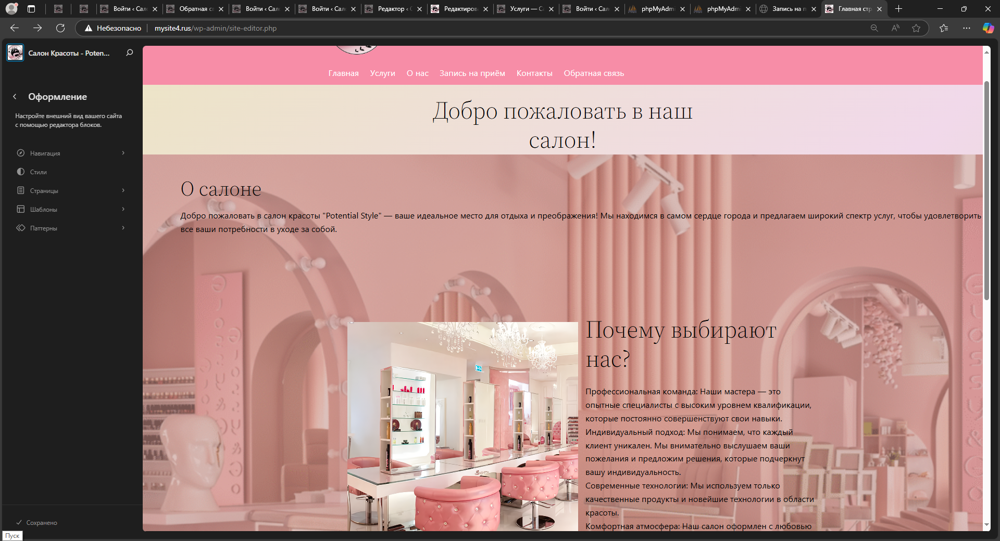 Войти ‹ Сал
Обратная с
Войти ‹ Сал
Войти ‹ Сал
Редактор ‹
Редактиров
Услуги — С
Войти ‹ Сал
phpMyAdmi
phpMyAdmi
Запись на п
Главная стр
Небезопасно
mysite4.rus/wp-admin/site-editor.php
Салон Красоты - Poten...
Оформление
Настройте внешний вид вашего сайта
с помощью редактора блоков.
Навигация
Стили
Страницы
Шаблоны
Паттерны
Сохранено
Пуск
Главная
Услуги
О нас
Запись на приём
Контакты
Обратная связь
Добро пожаловать в наш
салон!
О салоне
Добро пожаловать в салон красоты "Potential Style" — ваше идеальное место для отдыха и преображения! Мы находимся в самом сердце города и предлагаем широкий спектр услуг, чтобы удовлетворить
все ваши потребности в уходе за собой.
Почему выбирают
нас?
Профессиональная команда: Наши мастера — это
опытные специалисты с высоким уровнем квалификации,
которые постоянно совершенствуют свои навыки.
Индивидуальный подход: Мы понимаем, что каждый
клиент уникален. Мы внимательно выслушаем ваши
пожелания и предложим решения, которые подчеркнут
вашу индивидуальность.
Современные технологии: Мы используем только
качественные продукты и новейшие технологии в области
красоты.
Комфортная атмосфера: Наш салон оформлен с любовью